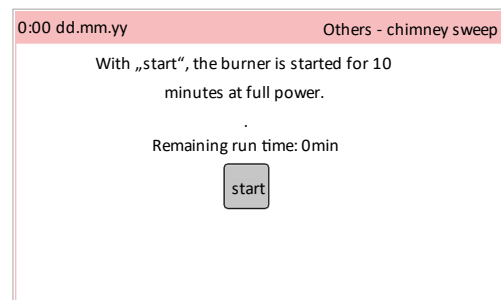 0:00 dd.mm.yy Others - chimney sweep
With „start“, the burner is started for 10
minutes at full power.
.
Remaining run time: 0min
start